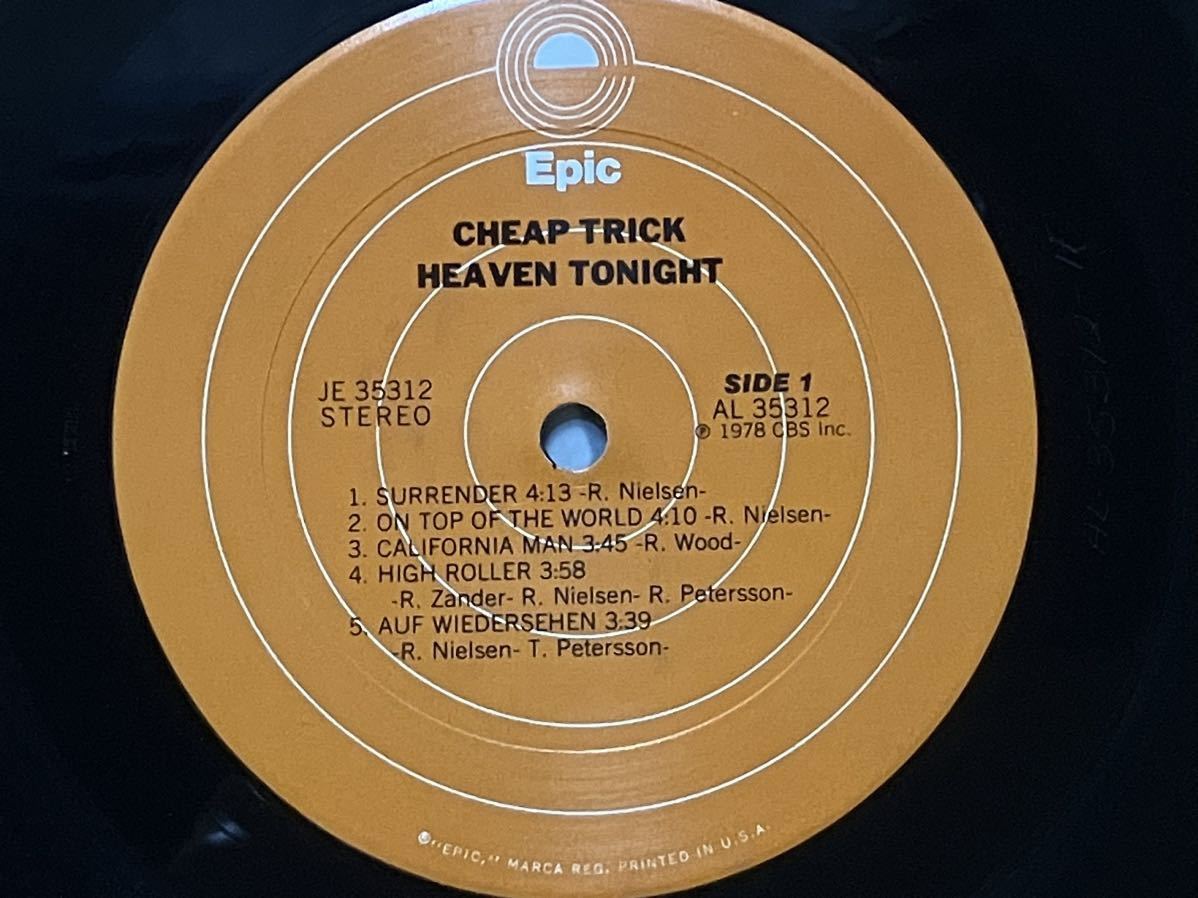 Epic
CHEAP TRICK
HEAVEN TONIGHT
JE 35312
STEREO
SIDE 1
AL 35312
℗ 1978 CBS Inc.
1. SURRENDER 4:13 -R. Nielsen-
2. ON TOP OF THE WORLD 4:10 -R. Nielsen-
3. CALIFORNIA MAN 3:45 -R. Wood-
4. HIGH ROLLER 3:58
-R. Zander- R. Nielsen- R. Petersson-
5. AUF WIEDERSEHEN 3:39
-R. Nielsen- T. Petersson-
©"EPIC," MARCA REG. PRINTED IN U.S.A.